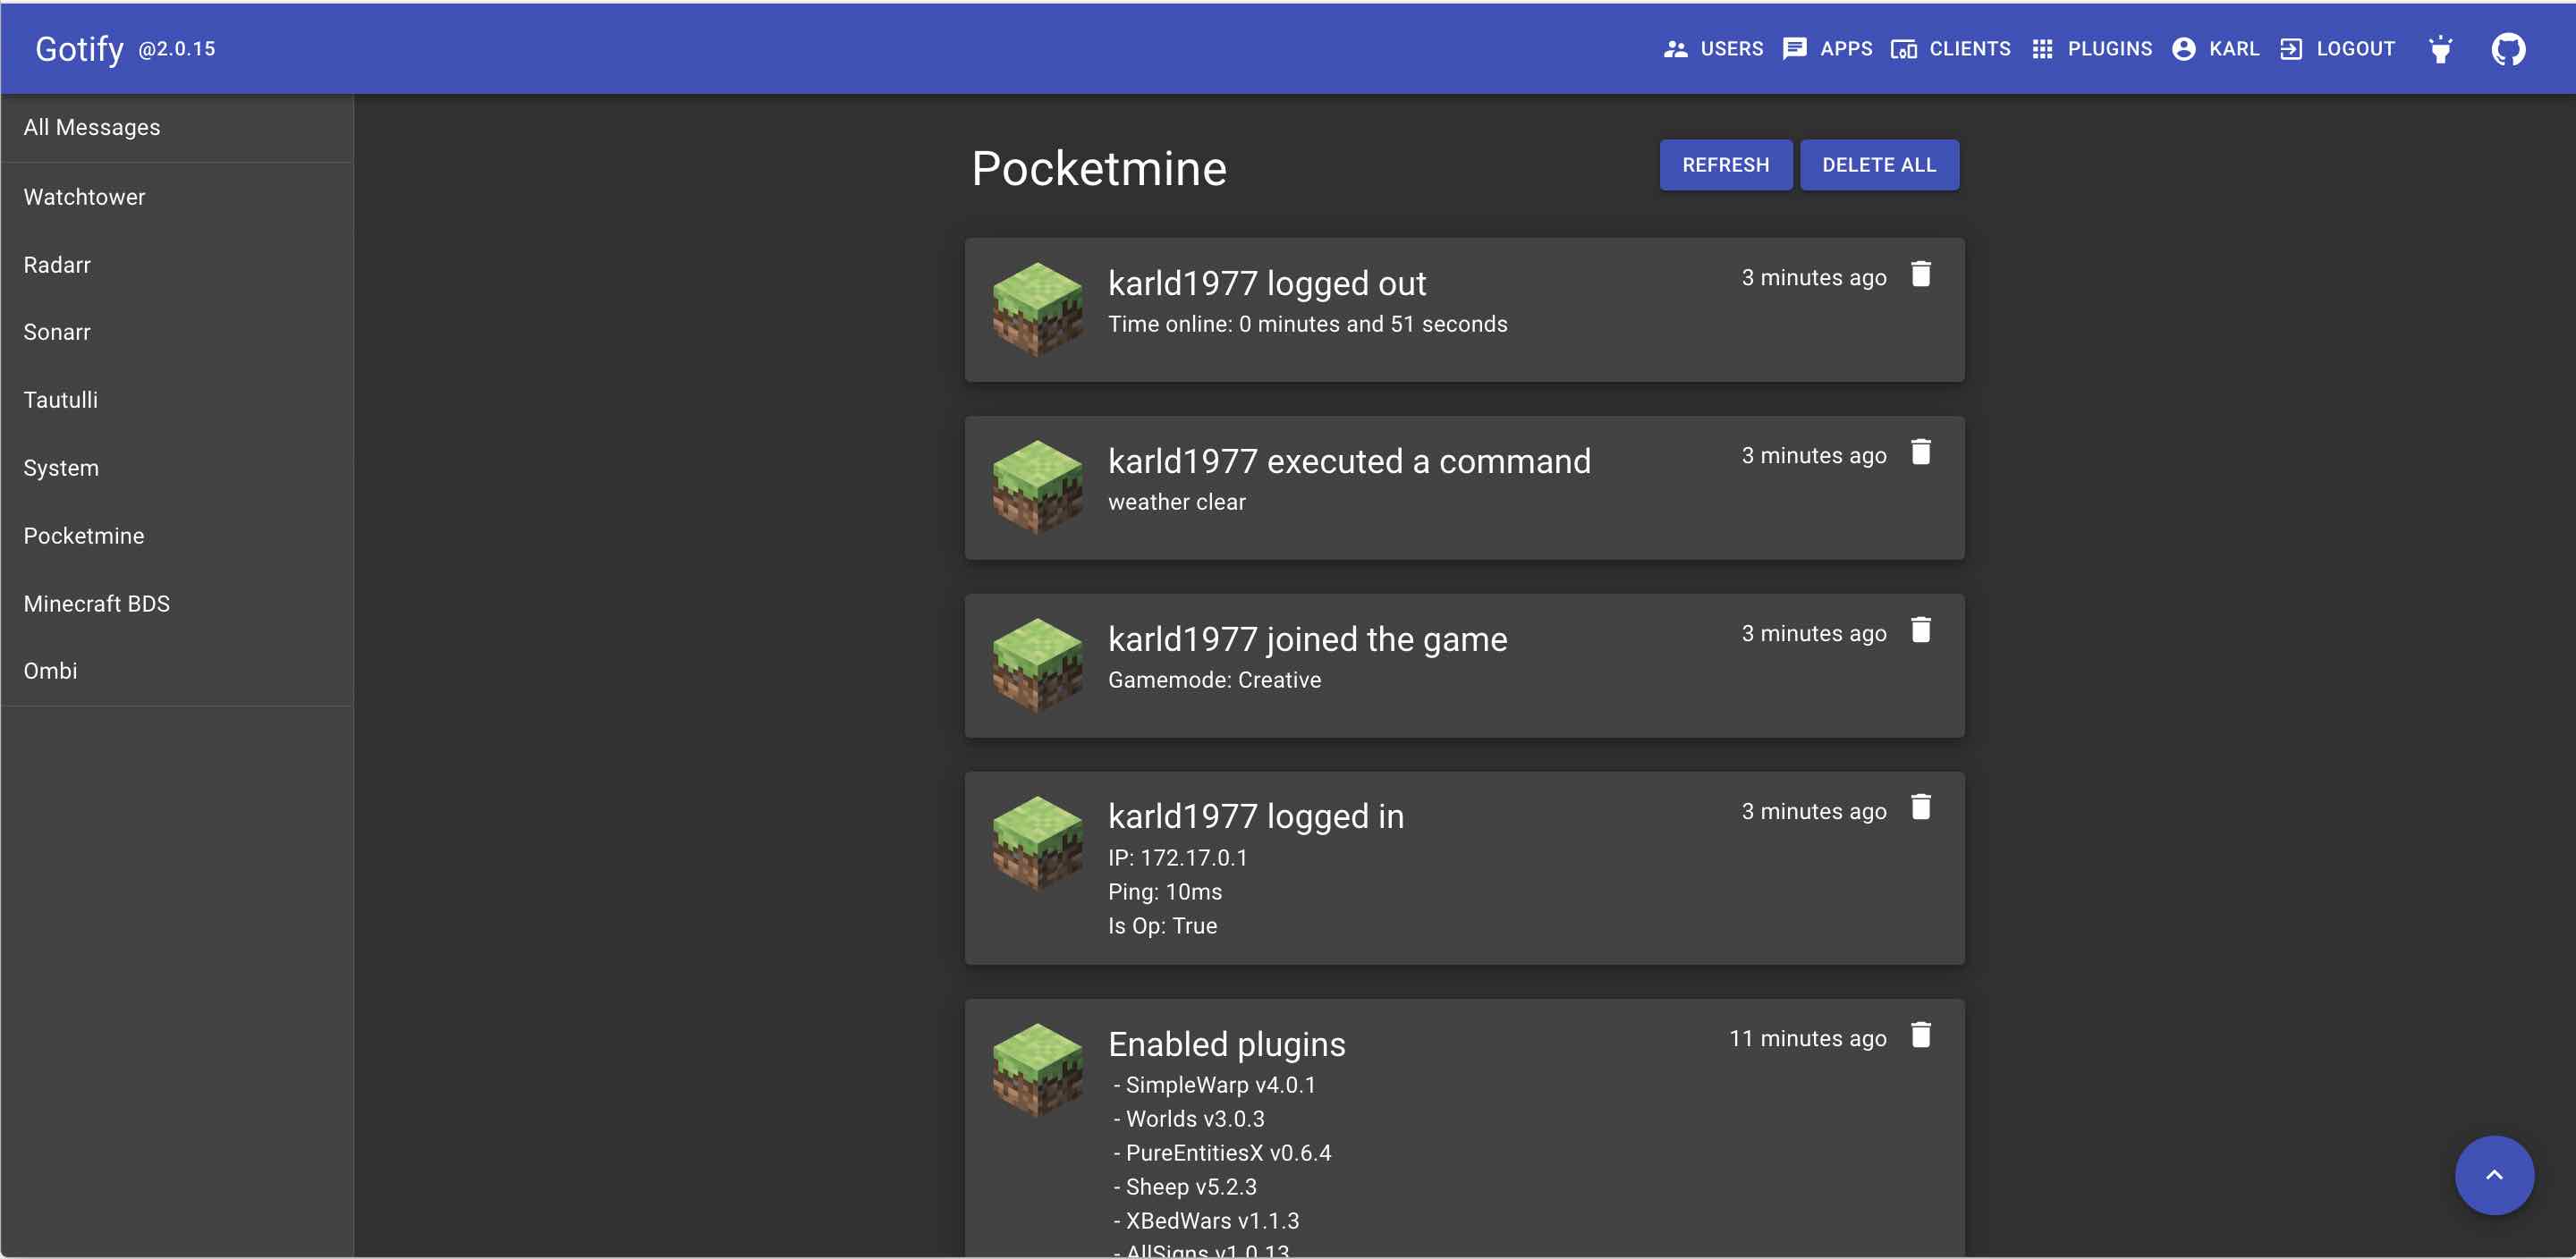 Gotify @2.0.15
USERS APPS CLIENTS PLUGINS KARL LOGOUT
All Messages
Watchtower
Radarr
Sonarr
Tautulli
System
Pocketmine
Minecraft BDS
Ombi
Pocketmine
REFRESH DELETE ALL
karld1977 logged out 3 minutes ago
Time online: 0 minutes and 51 seconds
karld1977 executed a command 3 minutes ago
weather clear
karld1977 joined the game 3 minutes ago
Gamemode: Creative
karld1977 logged in 3 minutes ago
IP: 172.17.0.1
Ping: 10ms
Is Op: True
Enabled plugins 11 minutes ago
- SimpleWarp v4.0.1
- Worlds v3.0.3
- PureEntitiesX v0.6.4
- Sheep v5.2.3
- XBedWars v1.1.3
- AllSigns v1.0.13